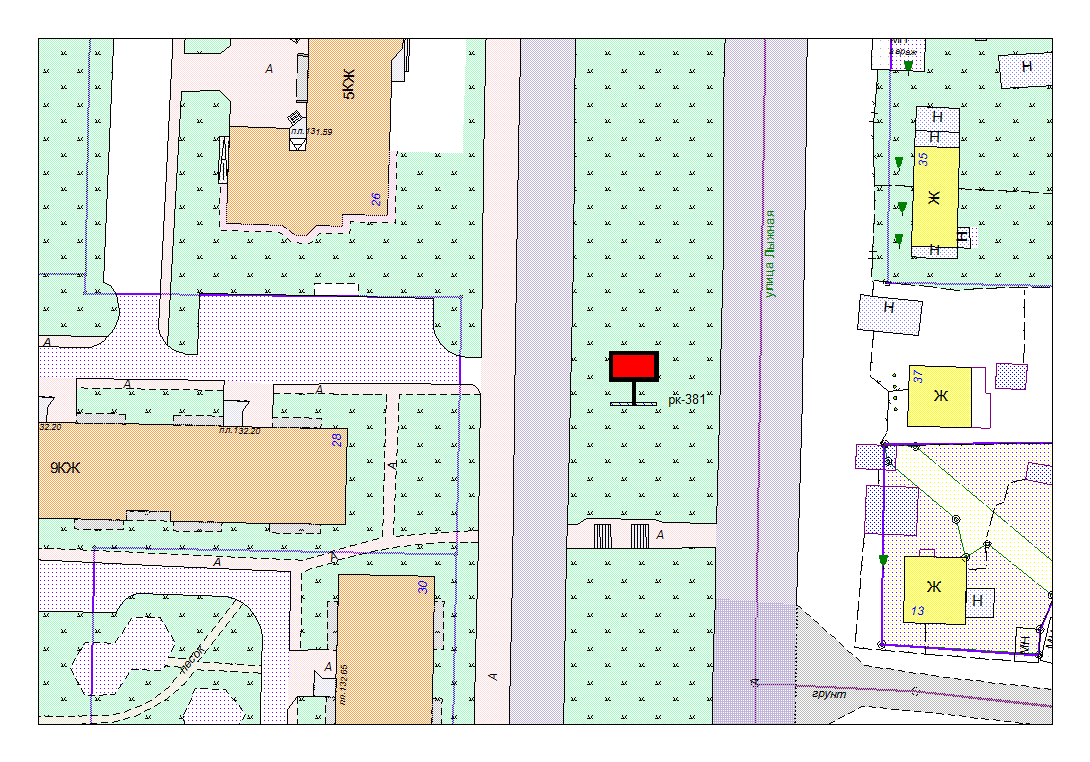 А
5КЖ
пл.131.59
26
Н
Н
Н
35
Ж
Н
Н
улица Лыжная
Н
А
А
А
37
Ж
рк-381
32.20
пл.132.20
28
9КЖ
А
А
А
А
30
Ж
13
Н
МН
песок
А
пл.132.65
А
А
грунт